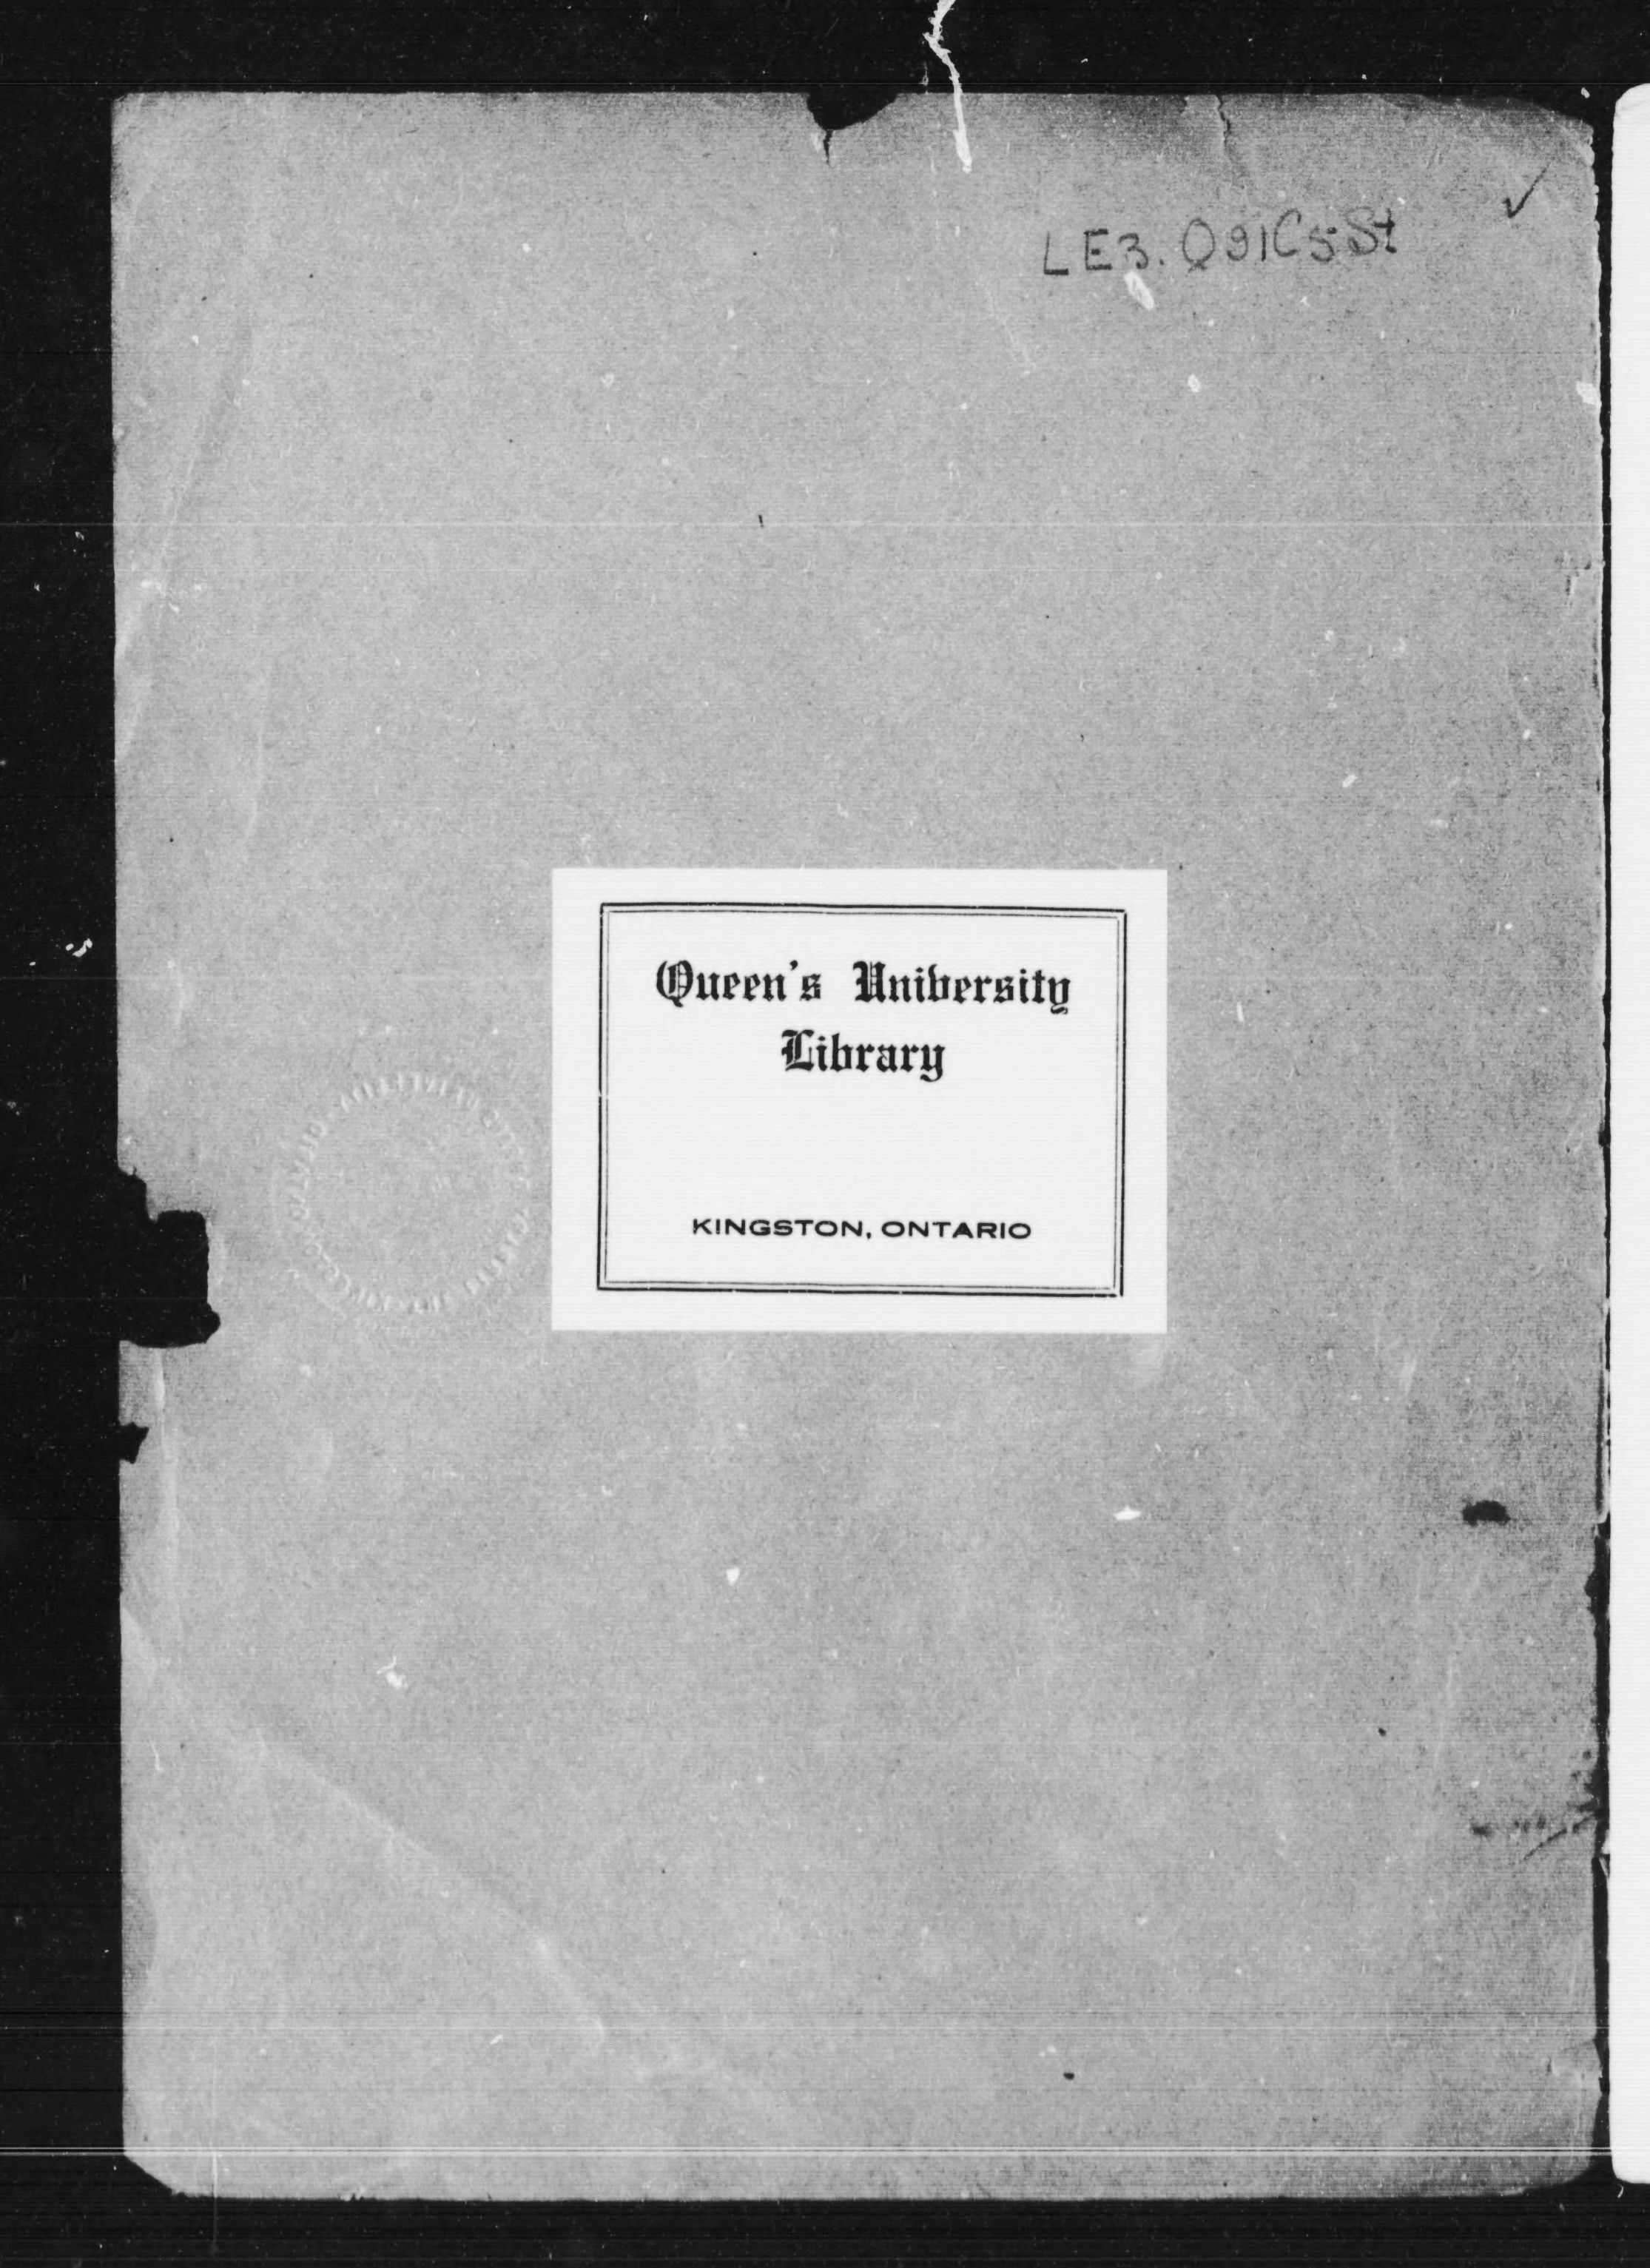 LE3.Q91C5St
Queen's University
Library
KINGSTON, ONTARIO